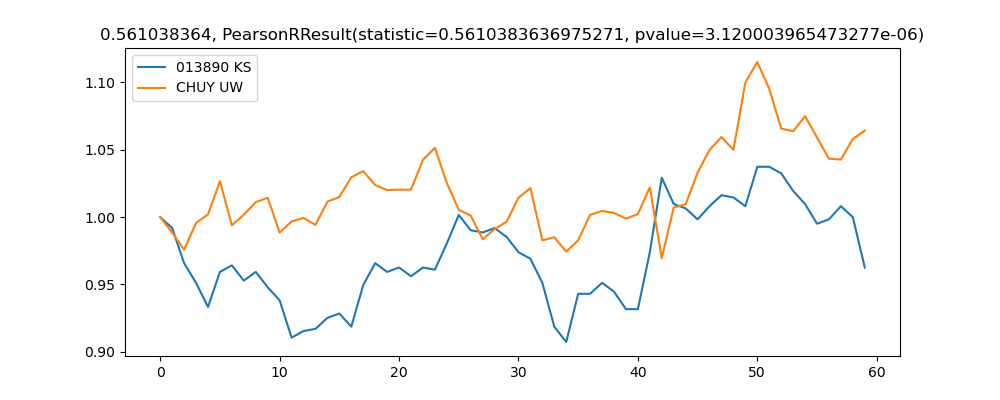 0.561038364, PearsonRResult(statistic=0.5610383636975271, pvalue=3.120003965473277e-06)
013890 KS
CHUY UW
1.10
1.05
1.00
0.95
0.90
0 10 20 30 40 50 60